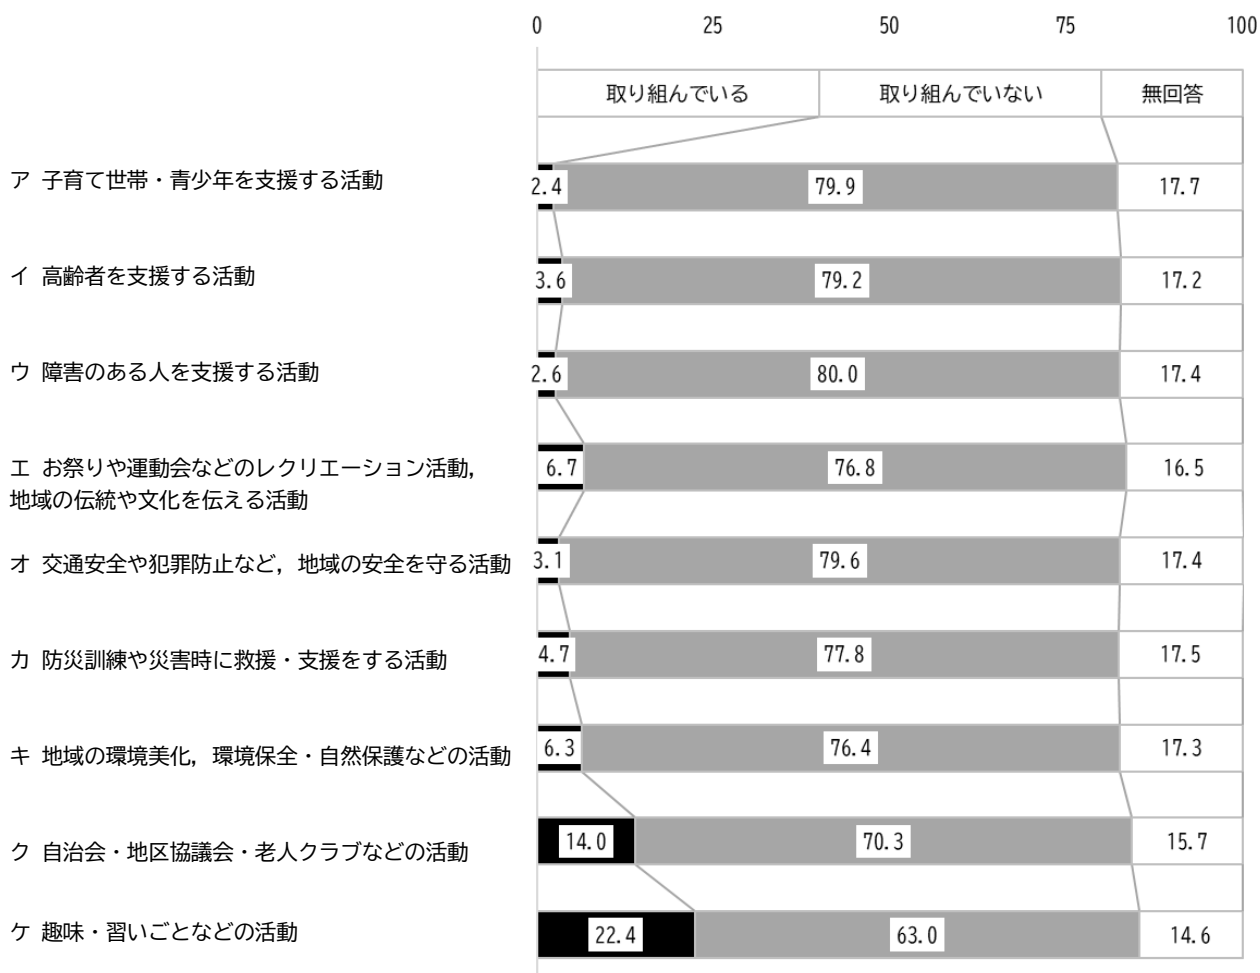 0 25 50 75 100
取り組んでいる 取り組んでいない 無回答
ア 子育て世帯・青少年を支援する活動 2.4 79.9 17.7
イ 高齢者を支援する活動 3.6 79.2 17.2
ウ 障害のある人を支援する活動 2.6 80.0 17.4
エ お祭りや運動会などのレクリエーション活動, 6.7 76.8 16.5
地域の伝統や文化を伝える活動
オ 交通安全や犯罪防止など, 地域の安全を守る活動 3.1 79.6 17.4
カ 防災訓練や災害時に救援・支援をする活動 4.7 77.8 17.5
キ 地域の環境美化, 環境保全・自然保護などの活動 6.3 76.4 17.3
ク 自治会・地区協議会・老人クラブなどの活動 14.0 70.3 15.7
ケ 趣味・習いごとなどの活動 22.4 63.0 14.6